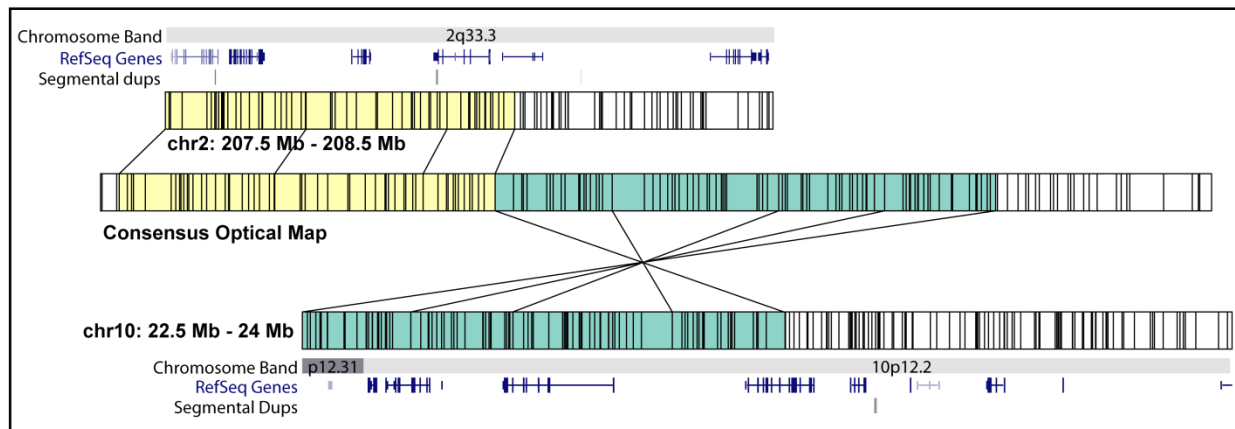 Chromosome Band 2q33.3
RefSeq Genes
Segmental dups
chr2: 207.5 Mb - 208.5 Mb
Consensus Optical Map
chr10: 22.5 Mb - 24 Mb
Chromosome Band p12.31 10p12.2
RefSeq Genes
Segmental Dups